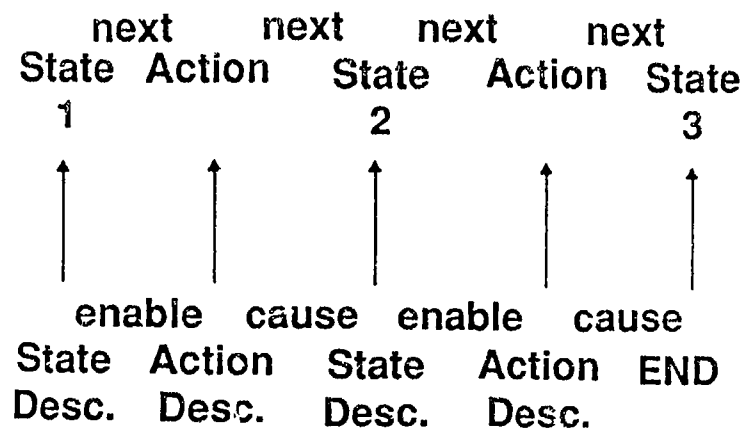 next next next next
State Action State Action State
1 2 3
enable cause enable cause
State Action State Action END
Desc. Desc. Desc. Desc.